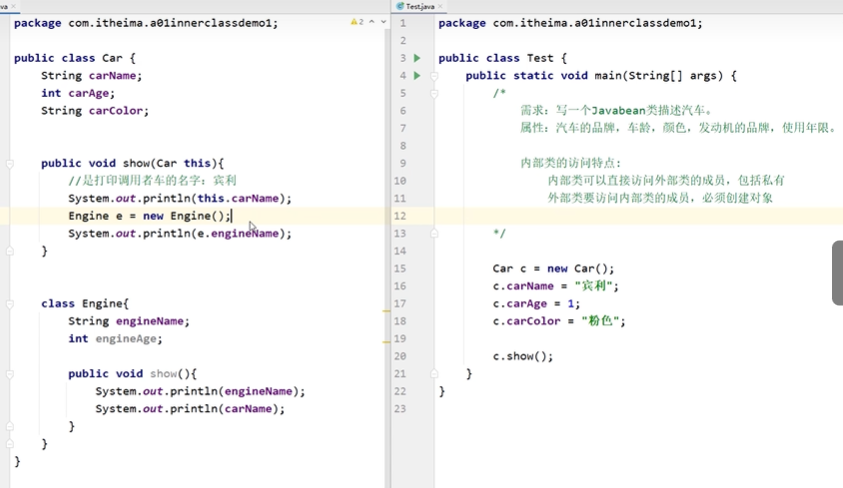 va
package com.itheima.a01innerclassdemo1;
2
public class Car {
String carName;
int carAge;
String carColor;
public void show(Car this){
//是打印调用者车的名字：宾利
System.out.println(this.carName);
Engine e = new Engine();
System.out.println(e.engineName);
}
class Engine{
String engineName;
int engineAge;
public void show(){
System.out.println(engineName);
System.out.println(carName);
}
}
}
Test.java
1 package com.itheima.a01innerclassdemo1;
2
3 public class Test {
4 public static void main(String[] args) {
5 /*
6 需求：写一个Javabean类描述汽车。
7 属性：汽车的品牌，车龄，颜色，发动机的品牌，使用年限。
8
9 内部类的访问特点：
10 内部类可以直接访问外部类的成员，包括私有
11 外部类要访问内部类的成员，必须创建对象
12
13 */
14
15 Car c = new Car();
16 c.carName = "宾利";
17 c.carAge = 1;
18 c.carColor = "粉色";
19
20 c.show();
21 }
22 }
23